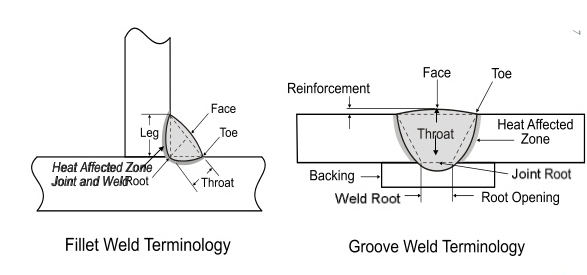 Face
Leg
Toe
Heat Affected Zone
Joint and Weld Root
Throat
Fillet Weld Terminology
7
Face
Toe
Reinforcement
Throat
Heat Affected
Zone
Backing
Joint Root
Weld Root
Root Opening
Groove Weld Terminology